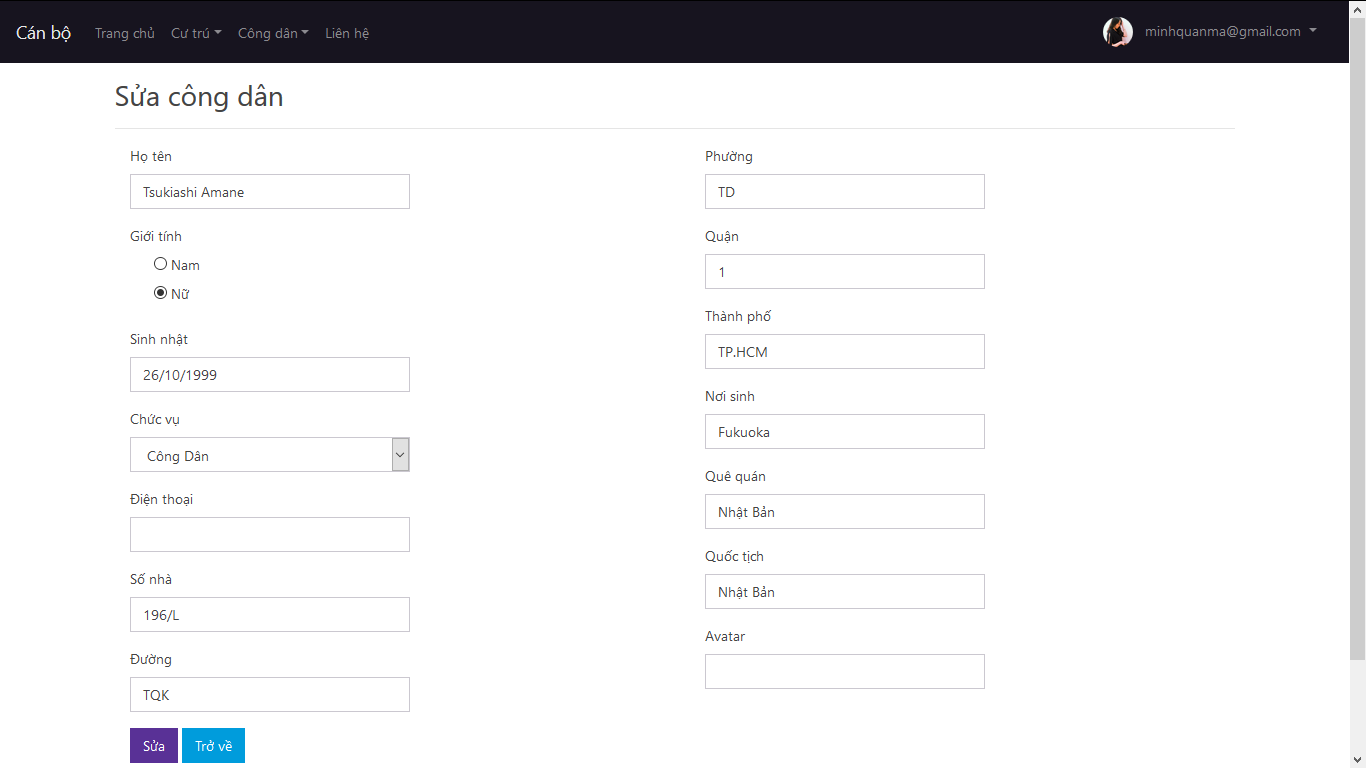 Cán bộ Trang chủ Cư trú Công dân Liên hệ minhquanma@gmail.com
Sửa công dân
Họ tên
Tsukiashi Amane
Giới tính
Nam
Nữ
Sinh nhật
26/10/1999
Chức vụ
Công Dân
Điện thoại
Số nhà
196/L
Đường
TQK
Phường
TD
Quận
1
Thành phố
TP.HCM
Nơi sinh
Fukuoka
Quê quán
Nhật Bản
Quốc tịch
Nhật Bản
Avatar
Sửa Trở về